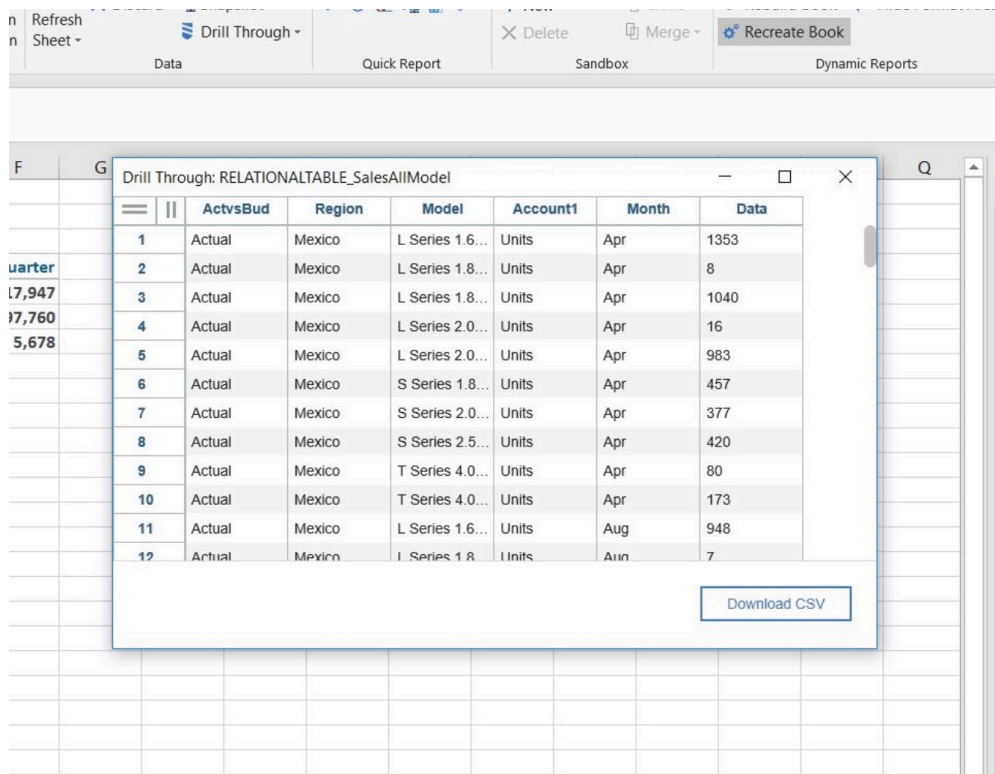 Refresh
Sheet
Drill Through
Delete
Merge
Recreate Book
Data
Quick Report
Sandbox
Dynamic Reports
F G Q
Drill Through: RELATIONALTABLE_SalesAllModel
ActvsBud Region Model Account1 Month Data
1 Actual Mexico L Series 1.6... Units Apr 1353
2 Actual Mexico L Series 1.8... Units Apr 8
3 Actual Mexico L Series 1.8... Units Apr 1040
4 Actual Mexico L Series 2.0... Units Apr 16
5 Actual Mexico L Series 2.0... Units Apr 983
6 Actual Mexico S Series 1.8... Units Apr 457
7 Actual Mexico S Series 2.0... Units Apr 377
8 Actual Mexico S Series 2.5... Units Apr 420
9 Actual Mexico T Series 4.0... Units Apr 80
10 Actual Mexico T Series 4.0... Units Apr 173
11 Actual Mexico L Series 1.6... Units Aug 948
12 Actual Mexico L Series 1.8 Units Aug 7
uarter
17,947
97,760
5,678
Download CSV